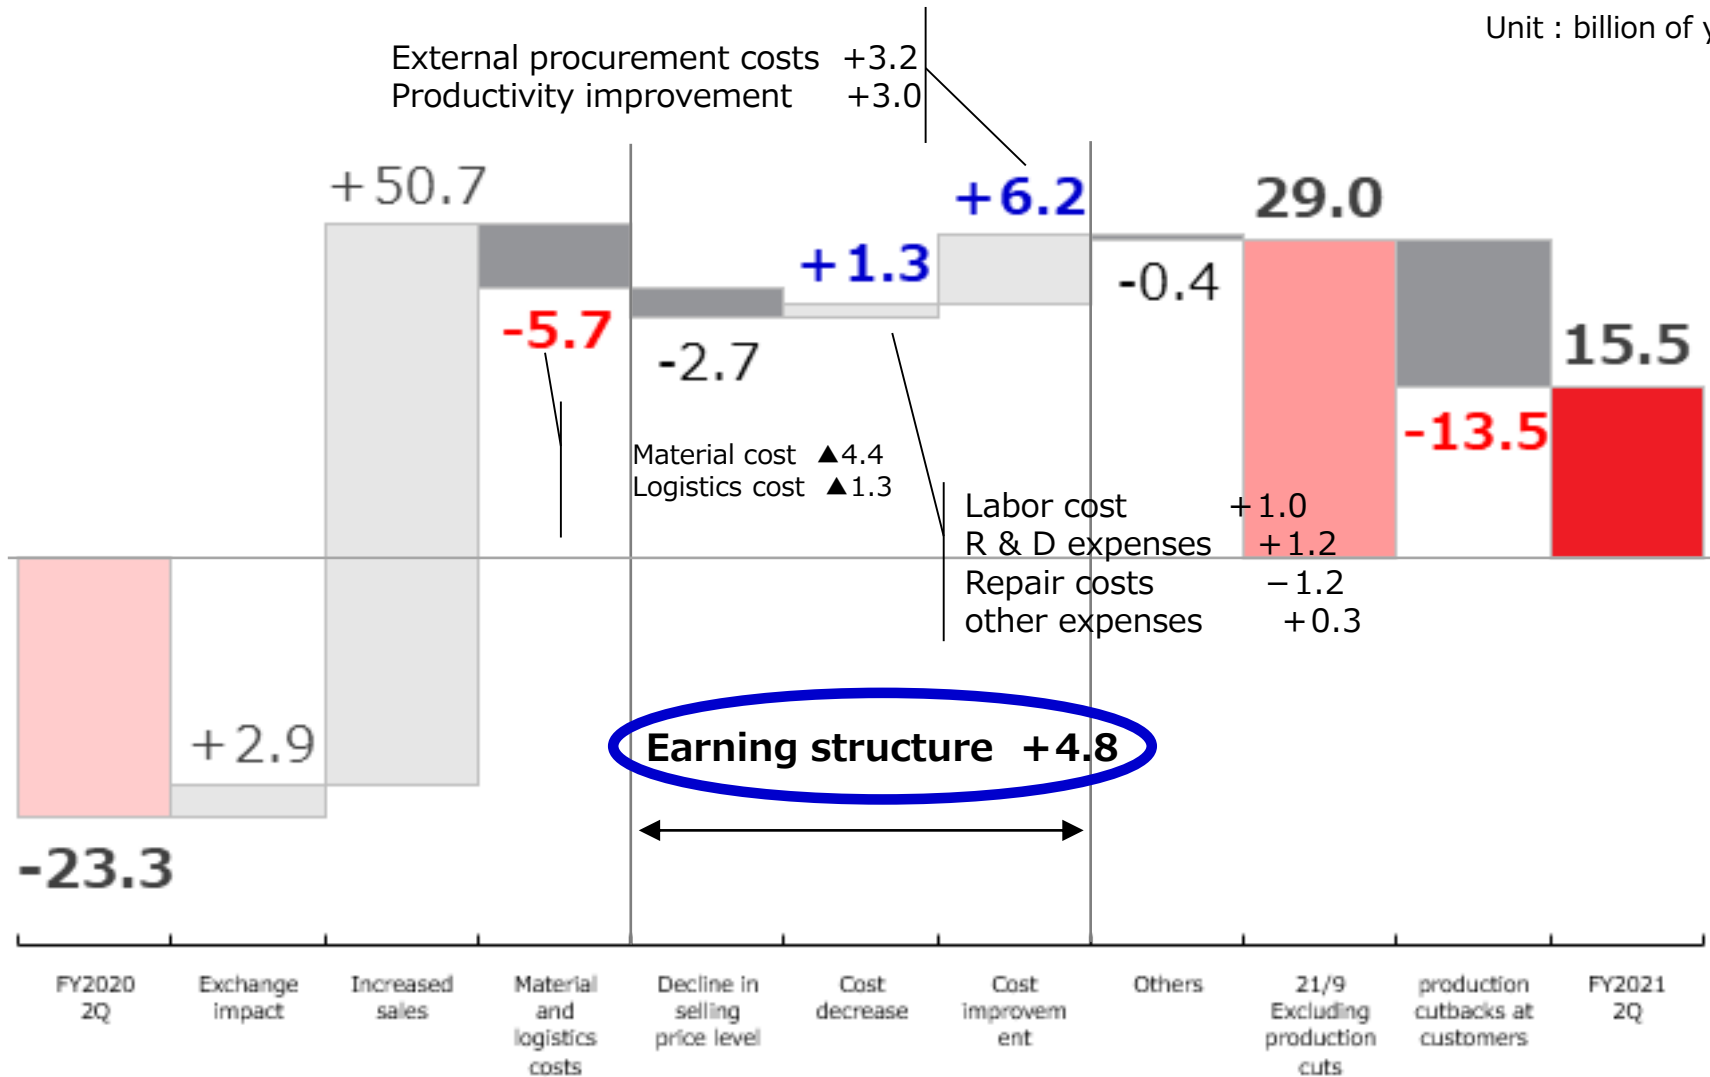 Unit : billion of y
External procurement costs +3.2
Productivity improvement +3.0
+50.7
-5.7
-2.7
+1.3
+6.2
-0.4
29.0
-13.5
15.5
Material cost ▲4.4
Logistics cost ▲1.3
Labor cost +1.0
R & D expenses +1.2
Repair costs −1.2
other expenses +0.3
+2.9
-23.3
Earning structure +4.8
FY2020
2Q
Exchange
impact
Increased
sales
Material
and
logistics
costs
Decline in
selling
price level
Cost
decrease
Cost
improvem
ent
Others
21/9
Excluding
production
cuts
production
cutbacks at
customers
FY2021
2Q